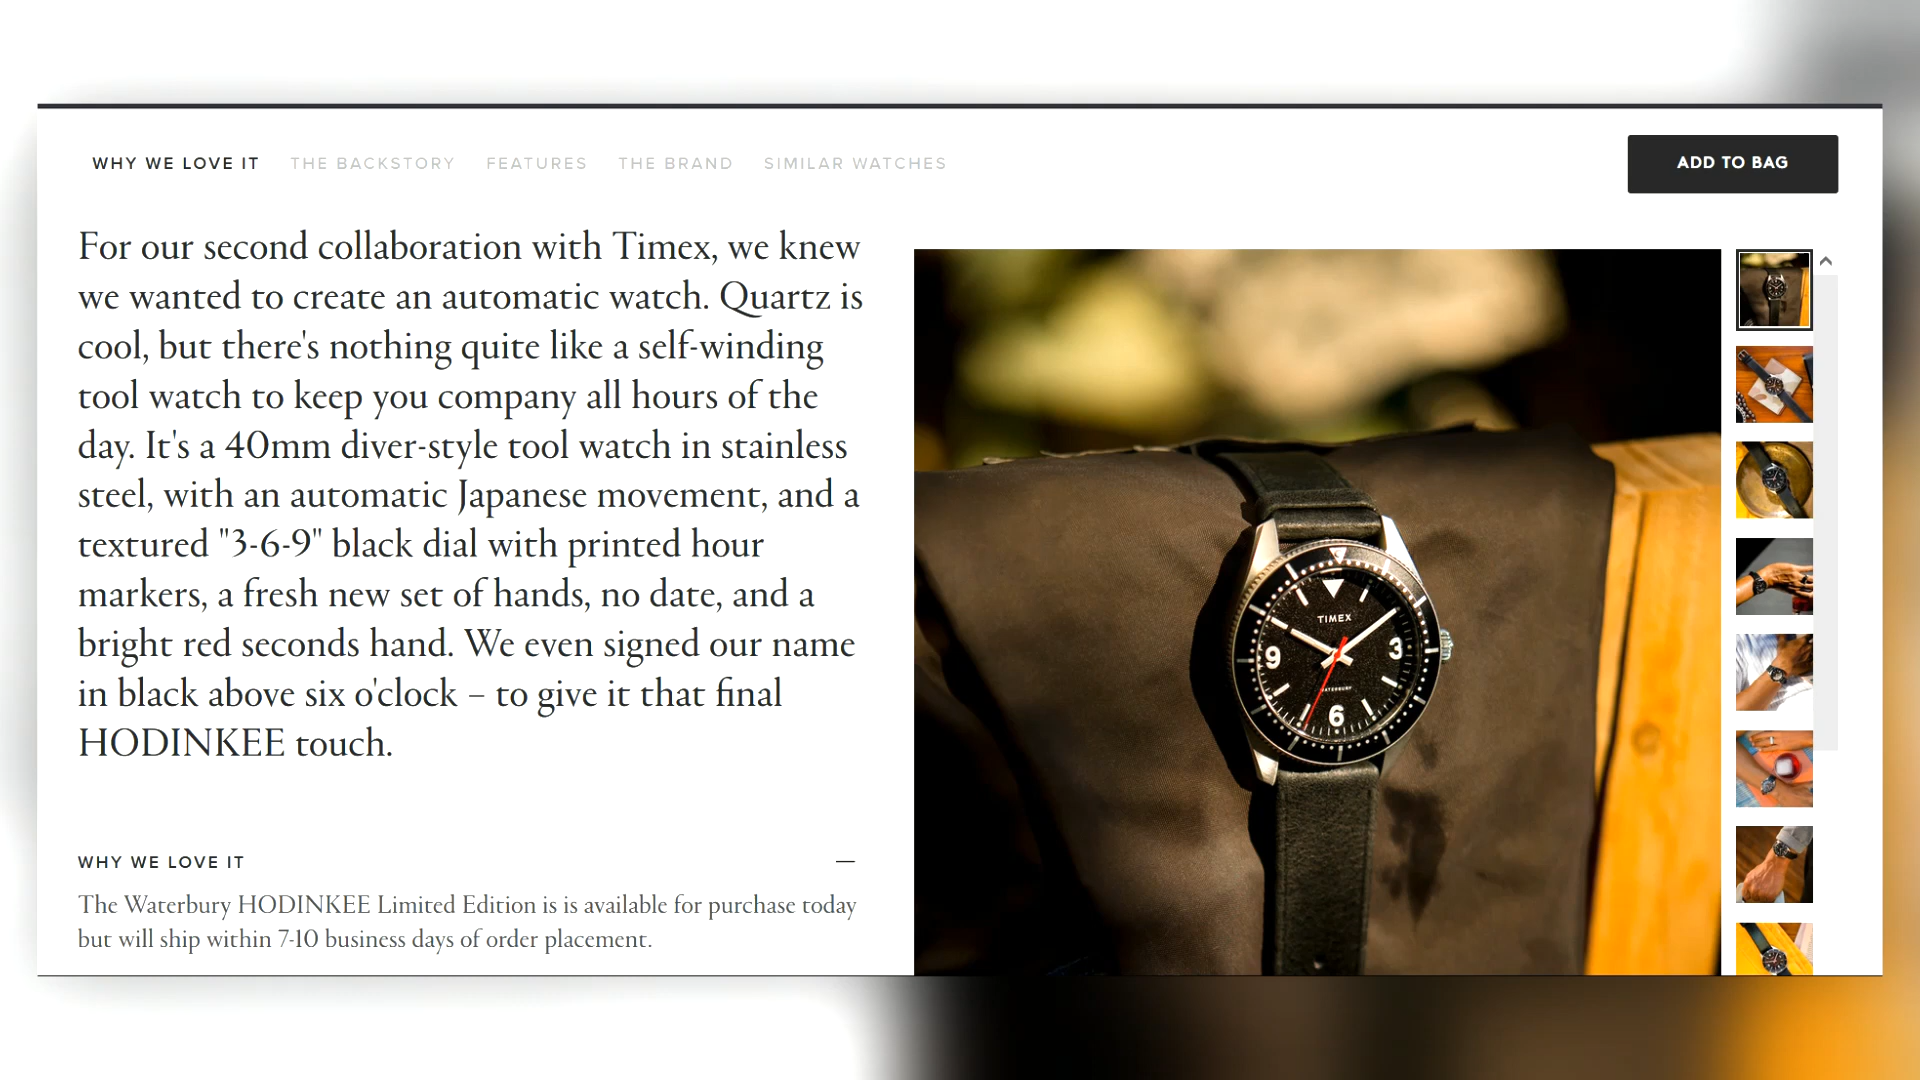 WHY WE LOVE IT THE BACKSTORY FEATURES THE BRAND SIMILAR WATCHES
ADD TO BAG
For our second collaboration with Timex, we knew
we wanted to create an automatic watch. Quartz is
cool, but there's nothing quite like a self-winding
tool watch to keep you company all hours of the
day. It's a 40mm diver-style tool watch in stainless
steel, with an automatic Japanese movement, and a
textured "3-6-9" black dial with printed hour
markers, a fresh new set of hands, no date, and a
bright red seconds hand. We even signed our name
in black above six o'clock – to give it that final
HODINKEE touch.
WHY WE LOVE IT
The Waterbury HODINKEE Limited Edition is is available for purchase today
but will ship within 7-10 business days of order placement.
TIMEX
9 3
WATERBURY
6